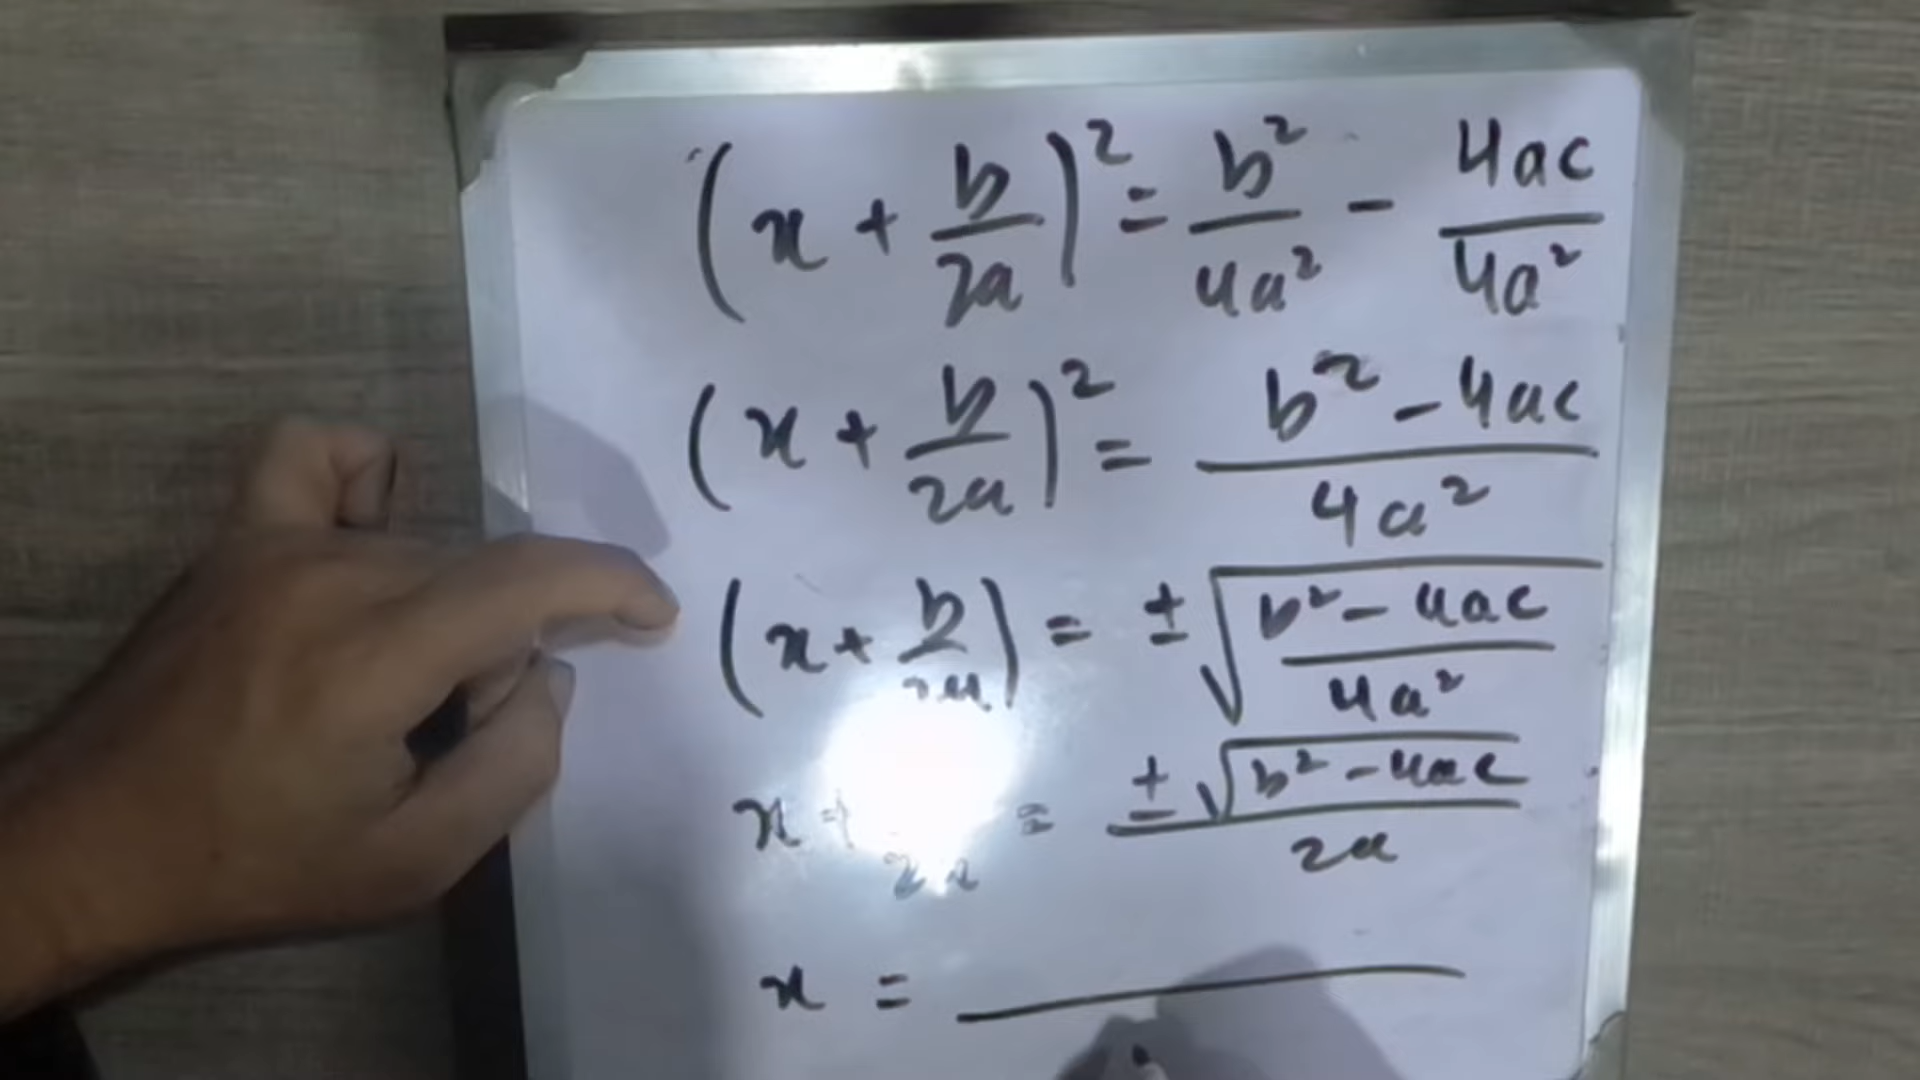 (x + b/2a)² = b²/4a² - 4ac/4a²
(x + b/2a)² = (b² - 4ac)/4a²
(x + b/2a) = ± √((b² - 4ac)/4a²)
x + /2a = ± √(b² - 4ac)/2a
x =